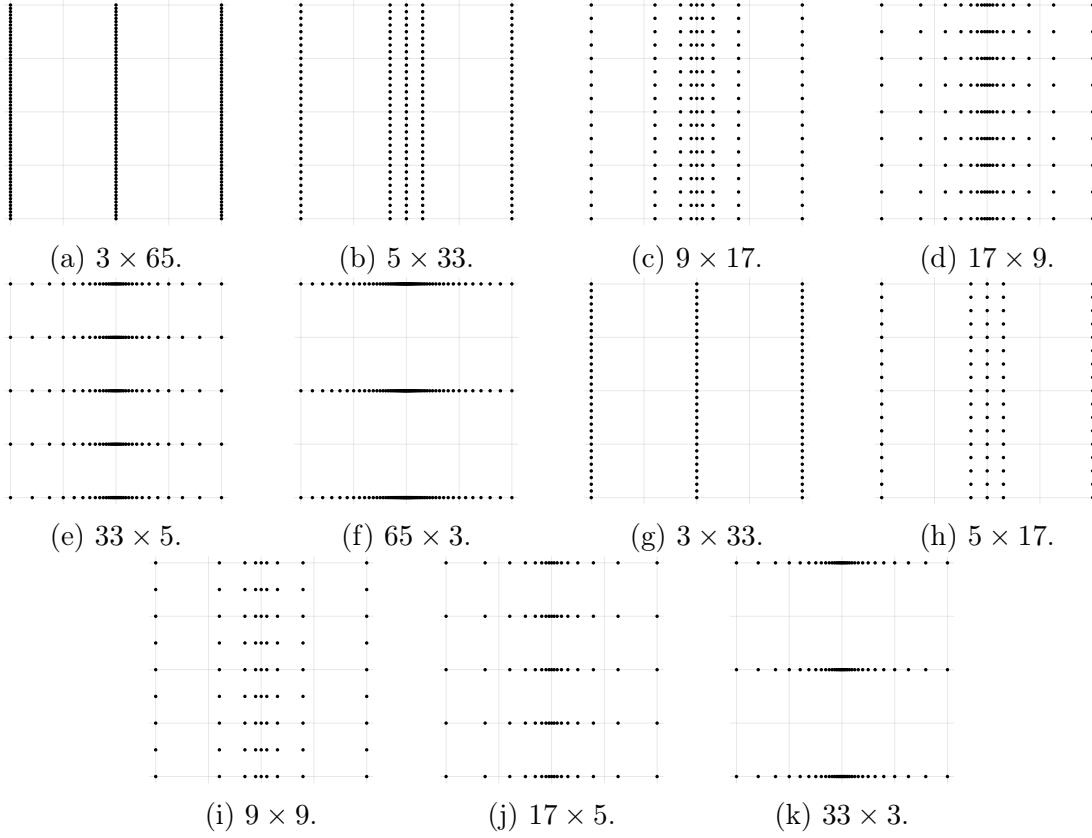 (a) 3 × 65.
(b) 5 × 33.
(c) 9 × 17.
(d) 17 × 9.
(e) 33 × 5.
(f) 65 × 3.
(g) 3 × 33.
(h) 5 × 17.
(i) 9 × 9.
(j) 17 × 5.
(k) 33 × 3.